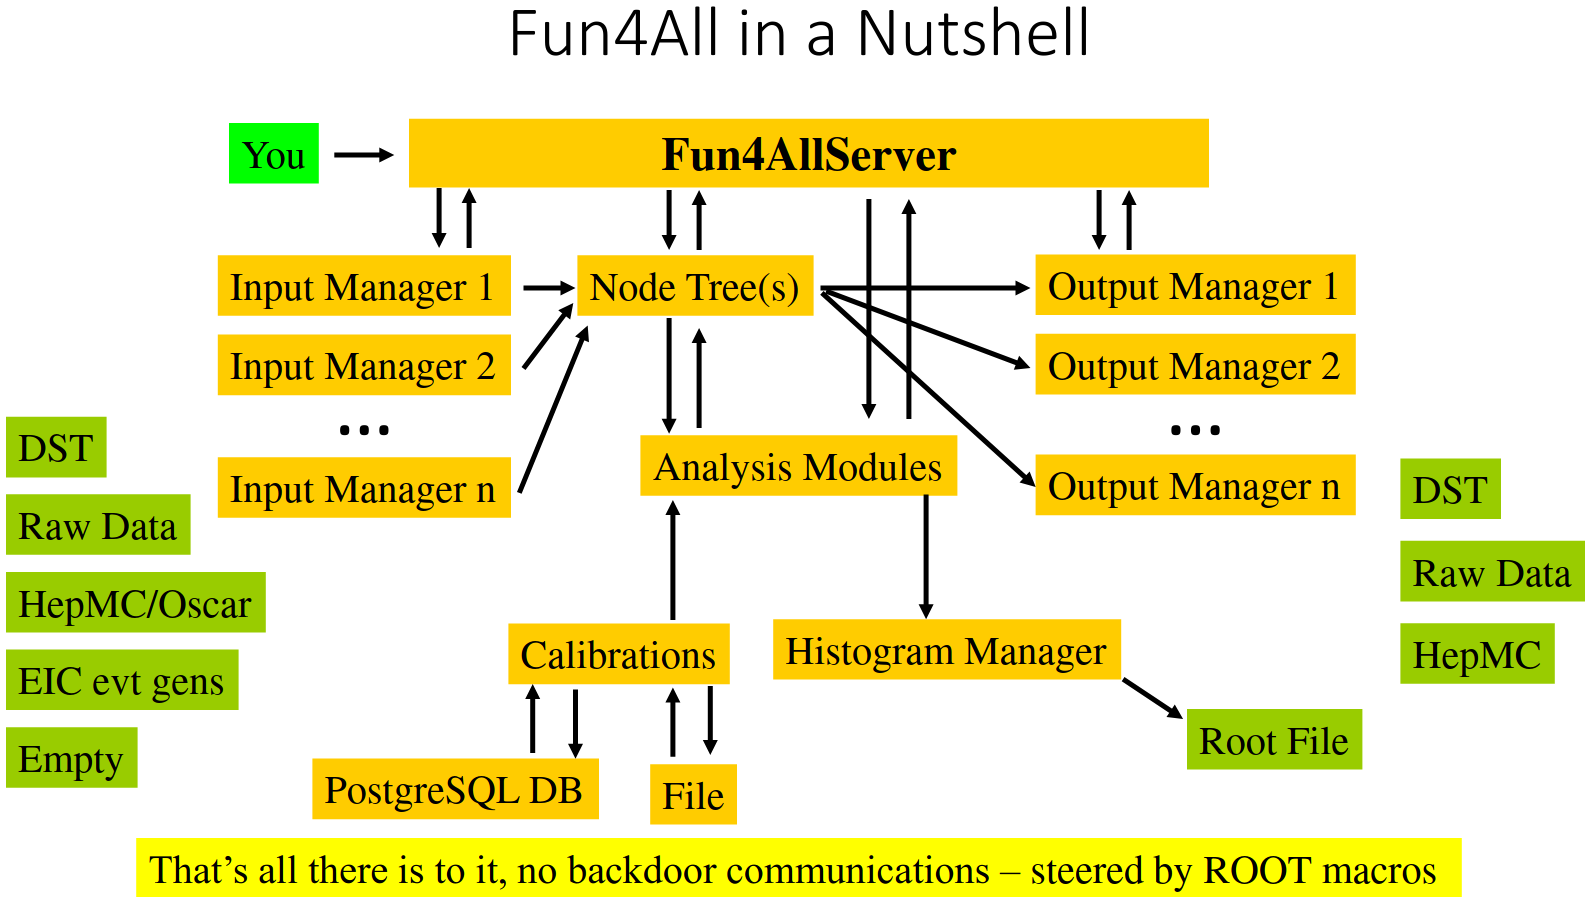 Fun4All in a Nutshell
You
Fun4AllServer
Input Manager 1
Node Tree(s)
Output Manager 1
Input Manager 2
Output Manager 2
...
...
DST
Analysis Modules
Input Manager n
Output Manager n
DST
Raw Data
Raw Data
HepMC/Oscar
Calibrations
Histogram Manager
HepMC
EIC evt gens
Root File
Empty
PostgreSQL DB
File
That’s all there is to it, no backdoor communications – steered by ROOT macros